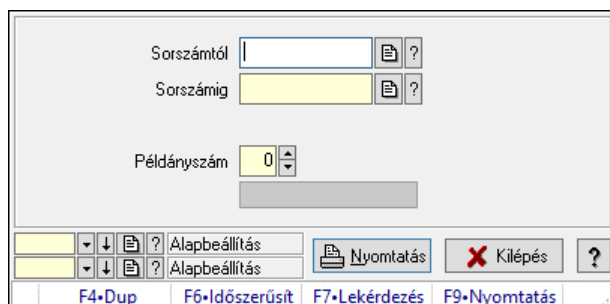 Sorszámtól ?
Sorszámig ?
Példányszám 0
? Alapbeállítás
? Alapbeállítás
Nyomtatás Kilépés ?
F4•Dup F6•Időszerűsít F7•Lekérdezés F9•Nyomtatás